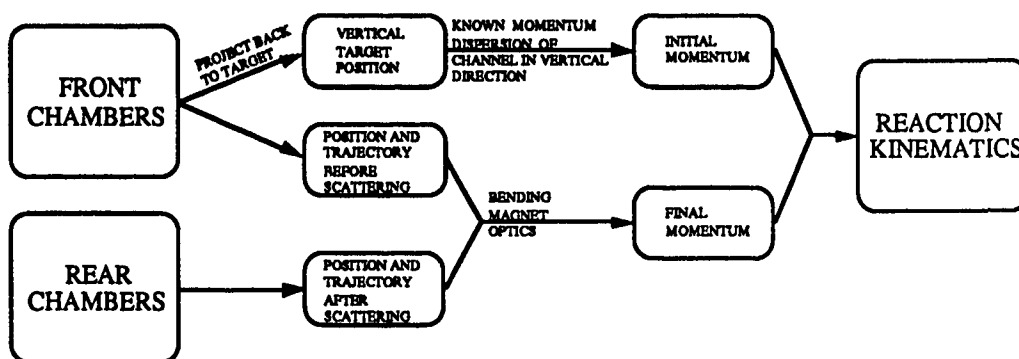 FRONT
CHAMBERS
PROJECT BACK
TO TARGET
VERTICAL
TARGET
POSITION
KNOWN MOMENTUM
DISPERSION OF
CHANNEL IN VERTICAL
DIRECTION
INITIAL
MOMENTUM
POSITION AND
TRAJECTORY
BEFORE
SCATTERING
REACTION
KINEMATICS
BENDING
MAGNET
OPTICS
FINAL
MOMENTUM
REAR
CHAMBERS
POSITION AND
TRAJECTORY
AFTER
SCATTERING